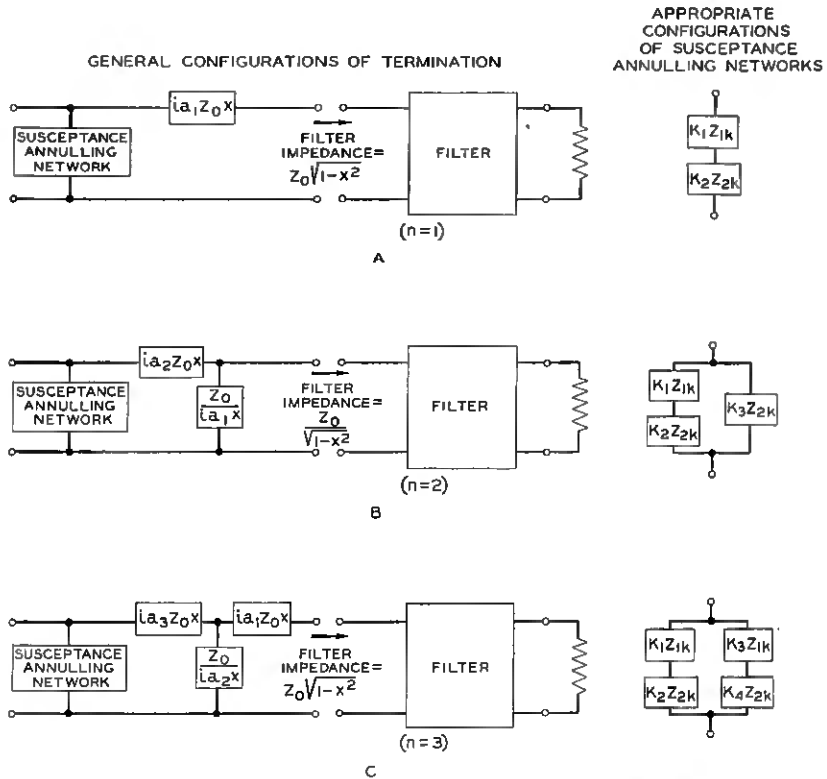 GENERAL CONFIGURATIONS OF TERMINATION
APPROPRIATE
CONFIGURATIONS
OF SUSCEPTANCE
ANNULLING NETWORKS
SUSCEPTANCE
ANNULLING
NETWORK
ia₁Z₀x
FILTER
IMPEDANCE=
Z₀√1-x²
FILTER
(n=1)
K₁Z₁ₖ
K₂Z₂ₖ
A
SUSCEPTANCE
ANNULLING
NETWORK
ia₂Z₀x
Z₀
ia₁x
FILTER
IMPEDANCE=
Z₀
√1-x²
FILTER
(n=2)
K₁Z₁ₖ
K₂Z₂ₖ
K₃Z₂ₖ
B
SUSCEPTANCE
ANNULLING
NETWORK
ia₃Z₀x
ia₁Z₀x
Z₀
ia₂x
FILTER
IMPEDANCE=
Z₀√1-x²
FILTER
(n=3)
K₁Z₁ₖ
K₃Z₁ₖ
K₂Z₂ₖ
K₄Z₂ₖ
C